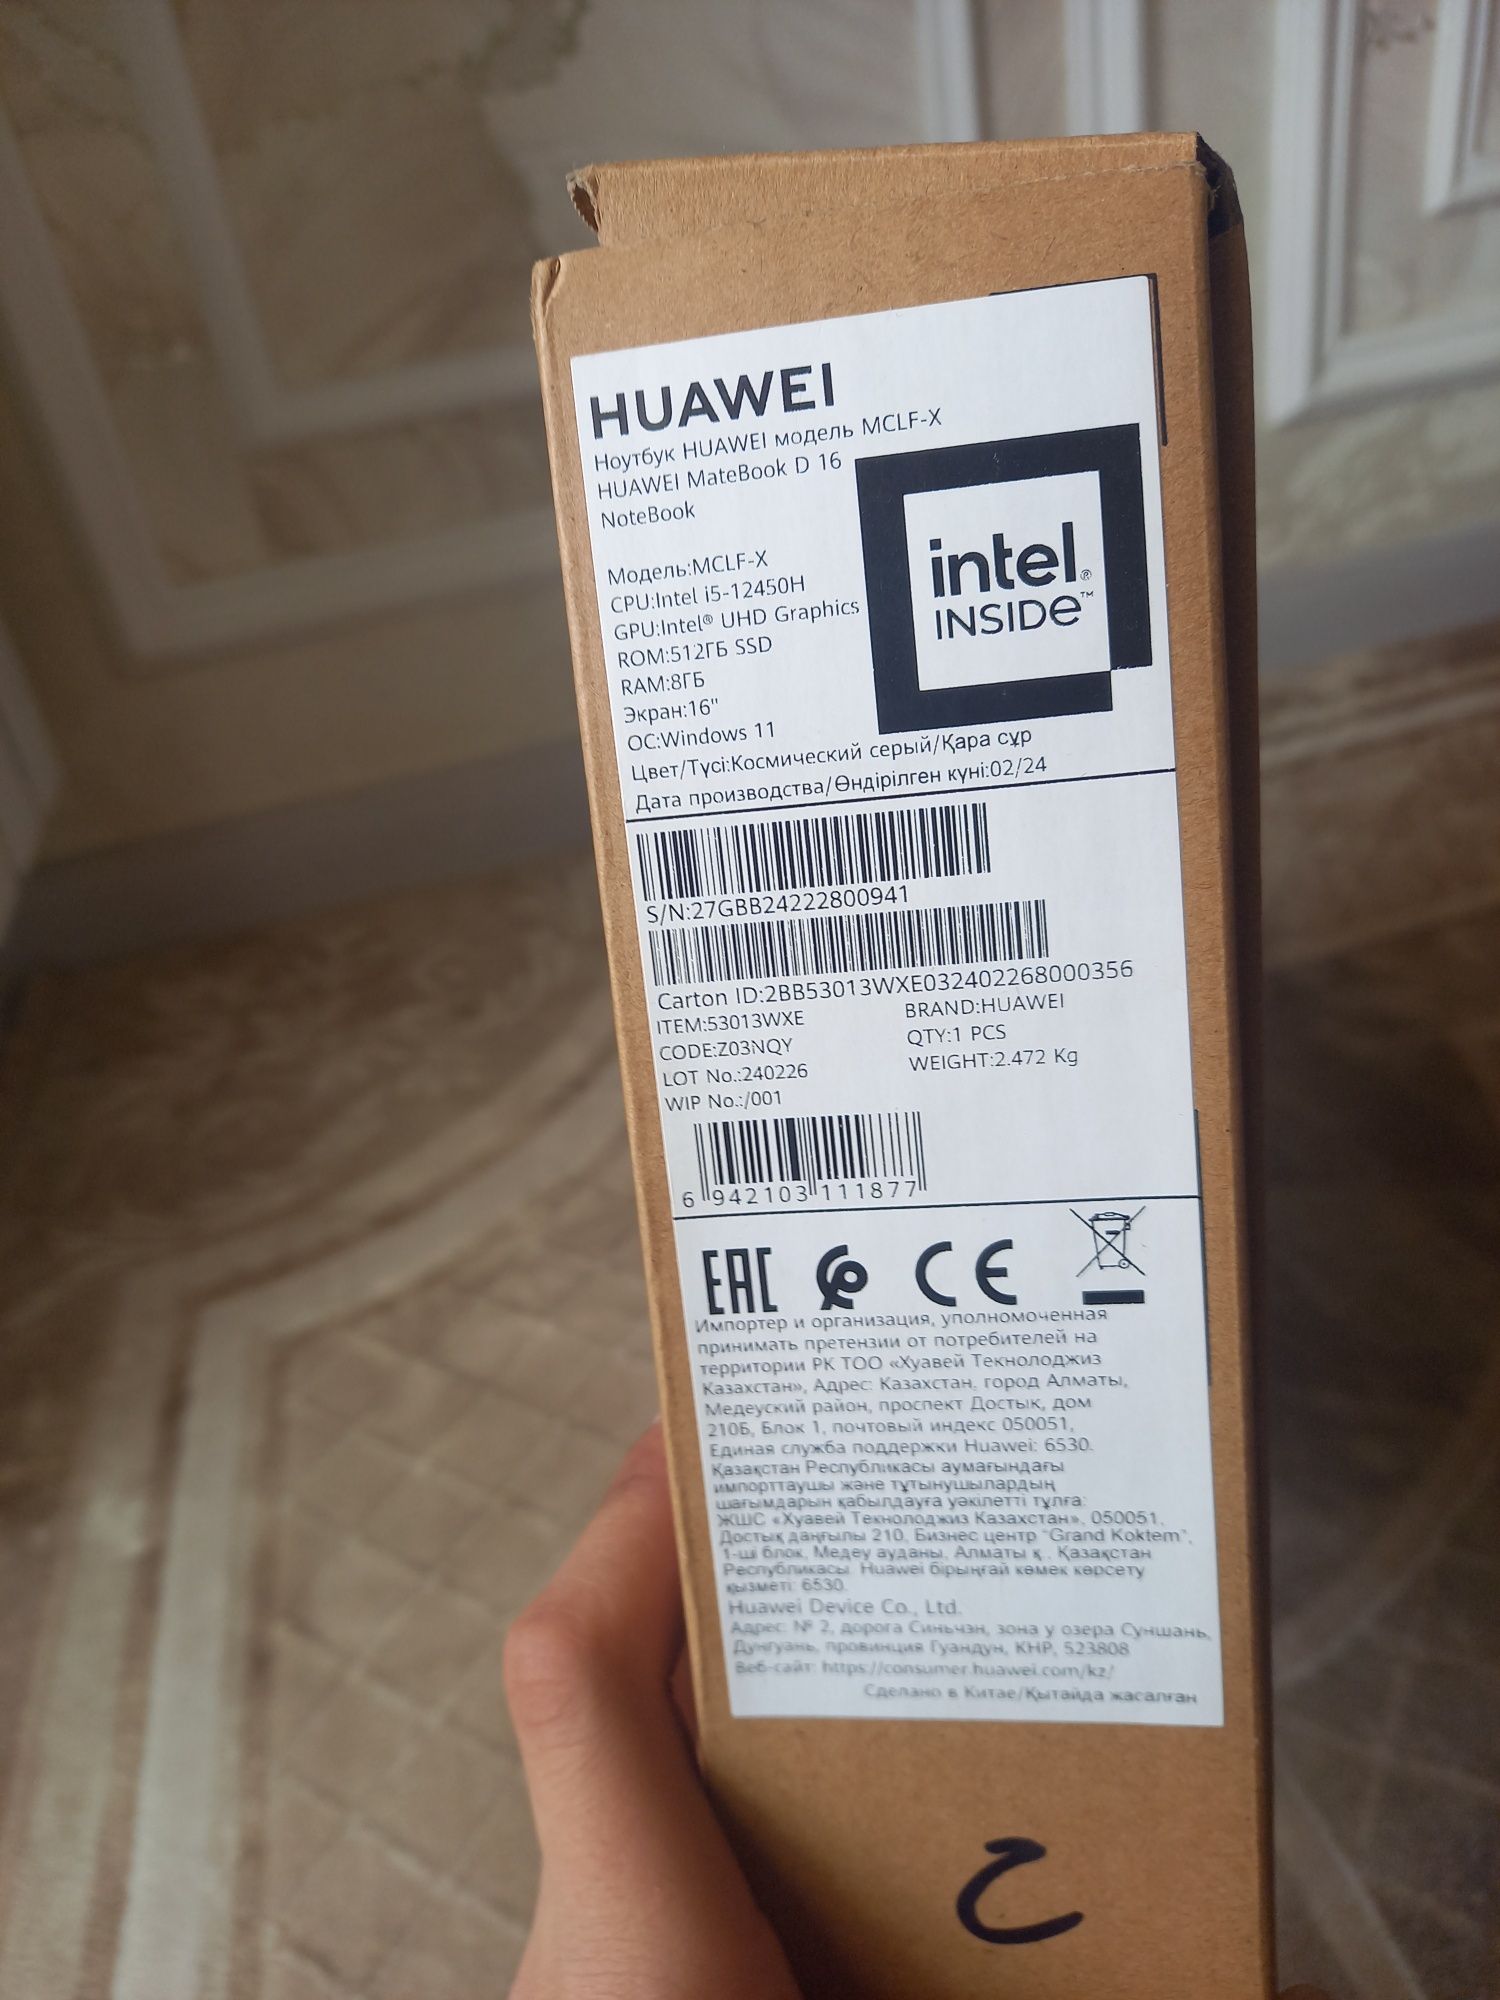 HUAWEI
Ноутбук HUAWEI модель MCLF-X
HUAWEI MateBook D 16
NoteBook
Модель:MCLF-X
CPU:Intel i5-12450H
GPU:Intel® UHD Graphics
ROM:512ГБ SSD
RAM:8ГБ
Экран:16"
ОС:Windows 11
Цвет/Түсі:Космический серый/Қара сұр
Дата производства/Өндірілген күні:02/24
intel®
INSIDe™
S/N:27GBB24222800941
Carton ID:2BB53013WXE032402268000356
ITEM:53013WXE
BRAND:HUAWEI
CODE:Z03NQY
QTY:1 PCS
LOT No.:240226
WEIGHT:2.472 Kg
WIP No.:/001
6 942103 111877
EAC
CE
Импортер и организация, уполномоченная
принимать претензии от потребителей на
территории РК ТОО «Хуавей Текнолоджиз
Казахстан», Адрес: Казахстан, город Алматы,
Медеуский район, проспект Достык, дом
210Б, Блок 1, почтовый индекс 050051,
Единая служба поддержки Huawei: 6530.
Қазақстан Республикасы аумағындағы
импорттаушы және тұтынушылардың
шағымдарын қабылдауға уәкілетті тұлға:
ЖШС «Хуавей Текнолоджиз Казахстан», 050051,
Достық даңғылы 210, Бизнес центр "Grand Koktem",
1-ші блок, Медеу ауданы, Алматы қ., Қазақстан
Республикасы. Huawei бірыңғай көмек көрсету
қызметі: 6530.
Huawei Device Co., Ltd.
Адрес: № 2, дорога Синьчэн, зона у озера Суншань,
Дунгуань, провинция Гуандун, КНР, 523808
Веб-сайт: https://consumer.huawei.com/kz/
Сделано в Китае/Қытайда жасалған